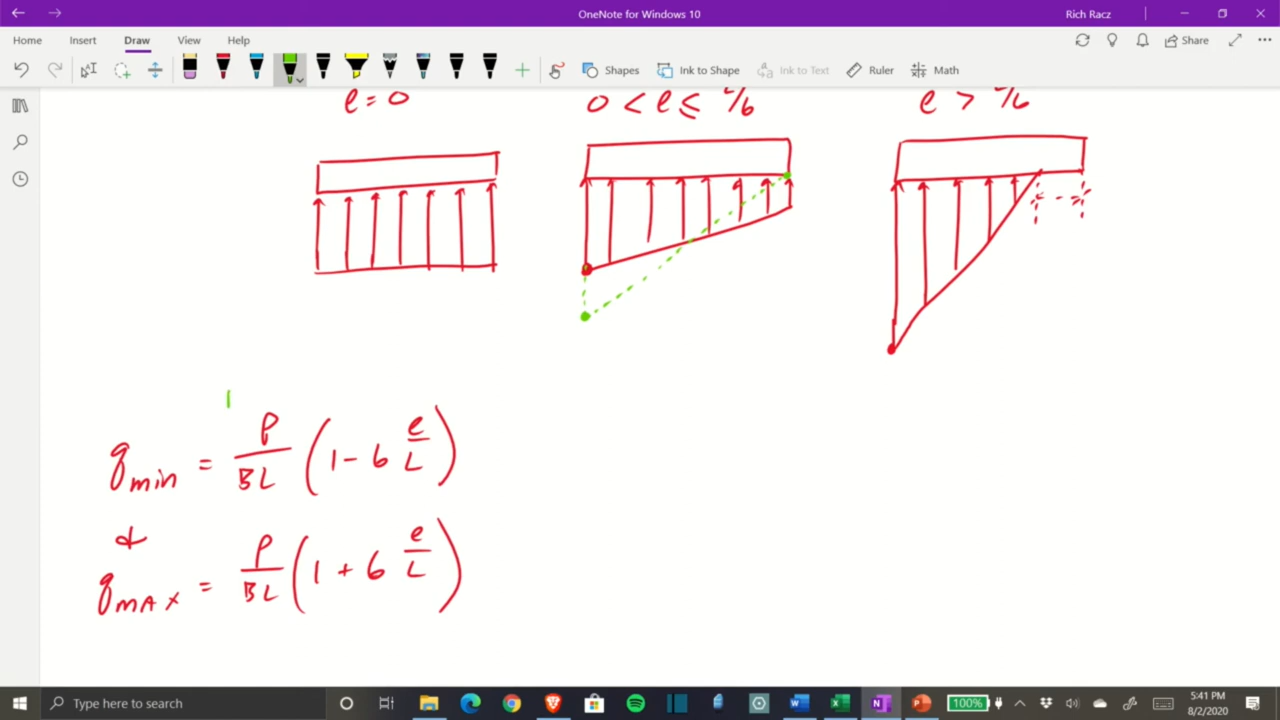 OneNote for Windows 10
Rich Racz
Home Insert Draw View Help
Share
Shapes Ink to Shape Ink to Text Ruler Math
e = 0
0 < e ≤ L/6
e > L/6
q min = P/BL (1 - 6 e/L)
&
q MAX = P/BL (1 + 6 e/L)
Type here to search
100%
5:41 PM
8/2/2020